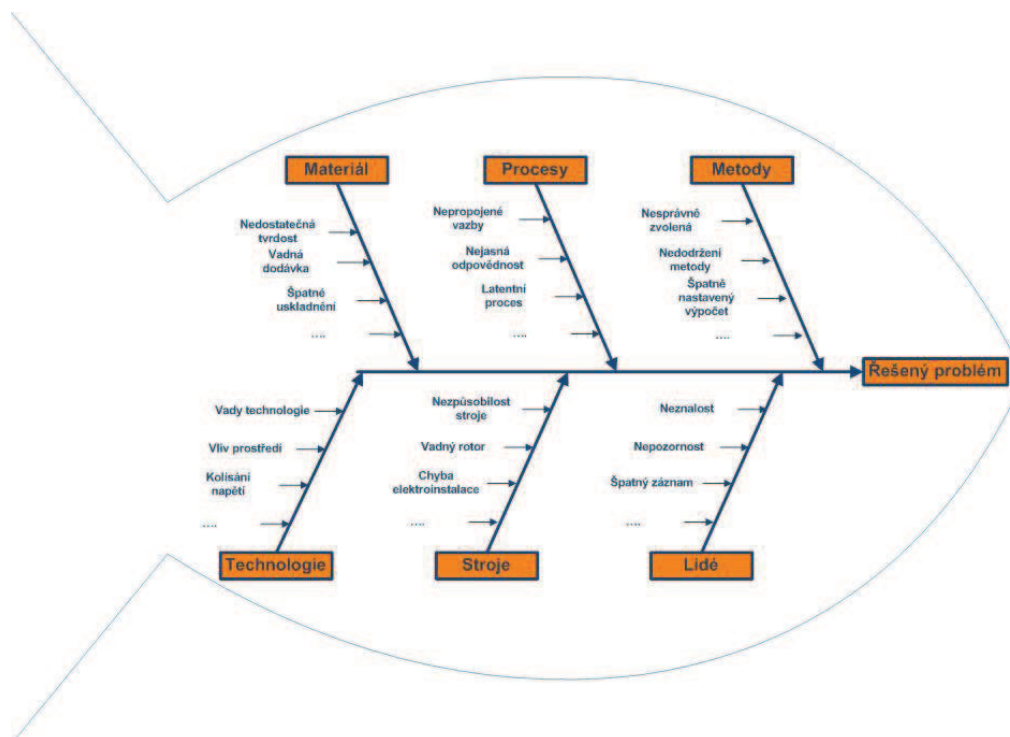 Materiál
Procesy
Metody
Nedostatečná
tvrdost
Vadná
dodávka
Špatné
uskladnění
....
Nepropojené
vazby
Nejasná
odpovědnost
Latentní
proces
....
Nesprávně
zvolená
Nedodržení
metody
Špatně
nastavený
výpočet
....
Řešený problém
Vady technologie
Vliv prostředí
Kolísání
napětí
....
Nezpůsobilost
stroje
Vadný rotor
Chyba
elektroinstalace
....
Neznalost
Nepozornost
Špatný záznam
....
Technologie
Stroje
Lidé